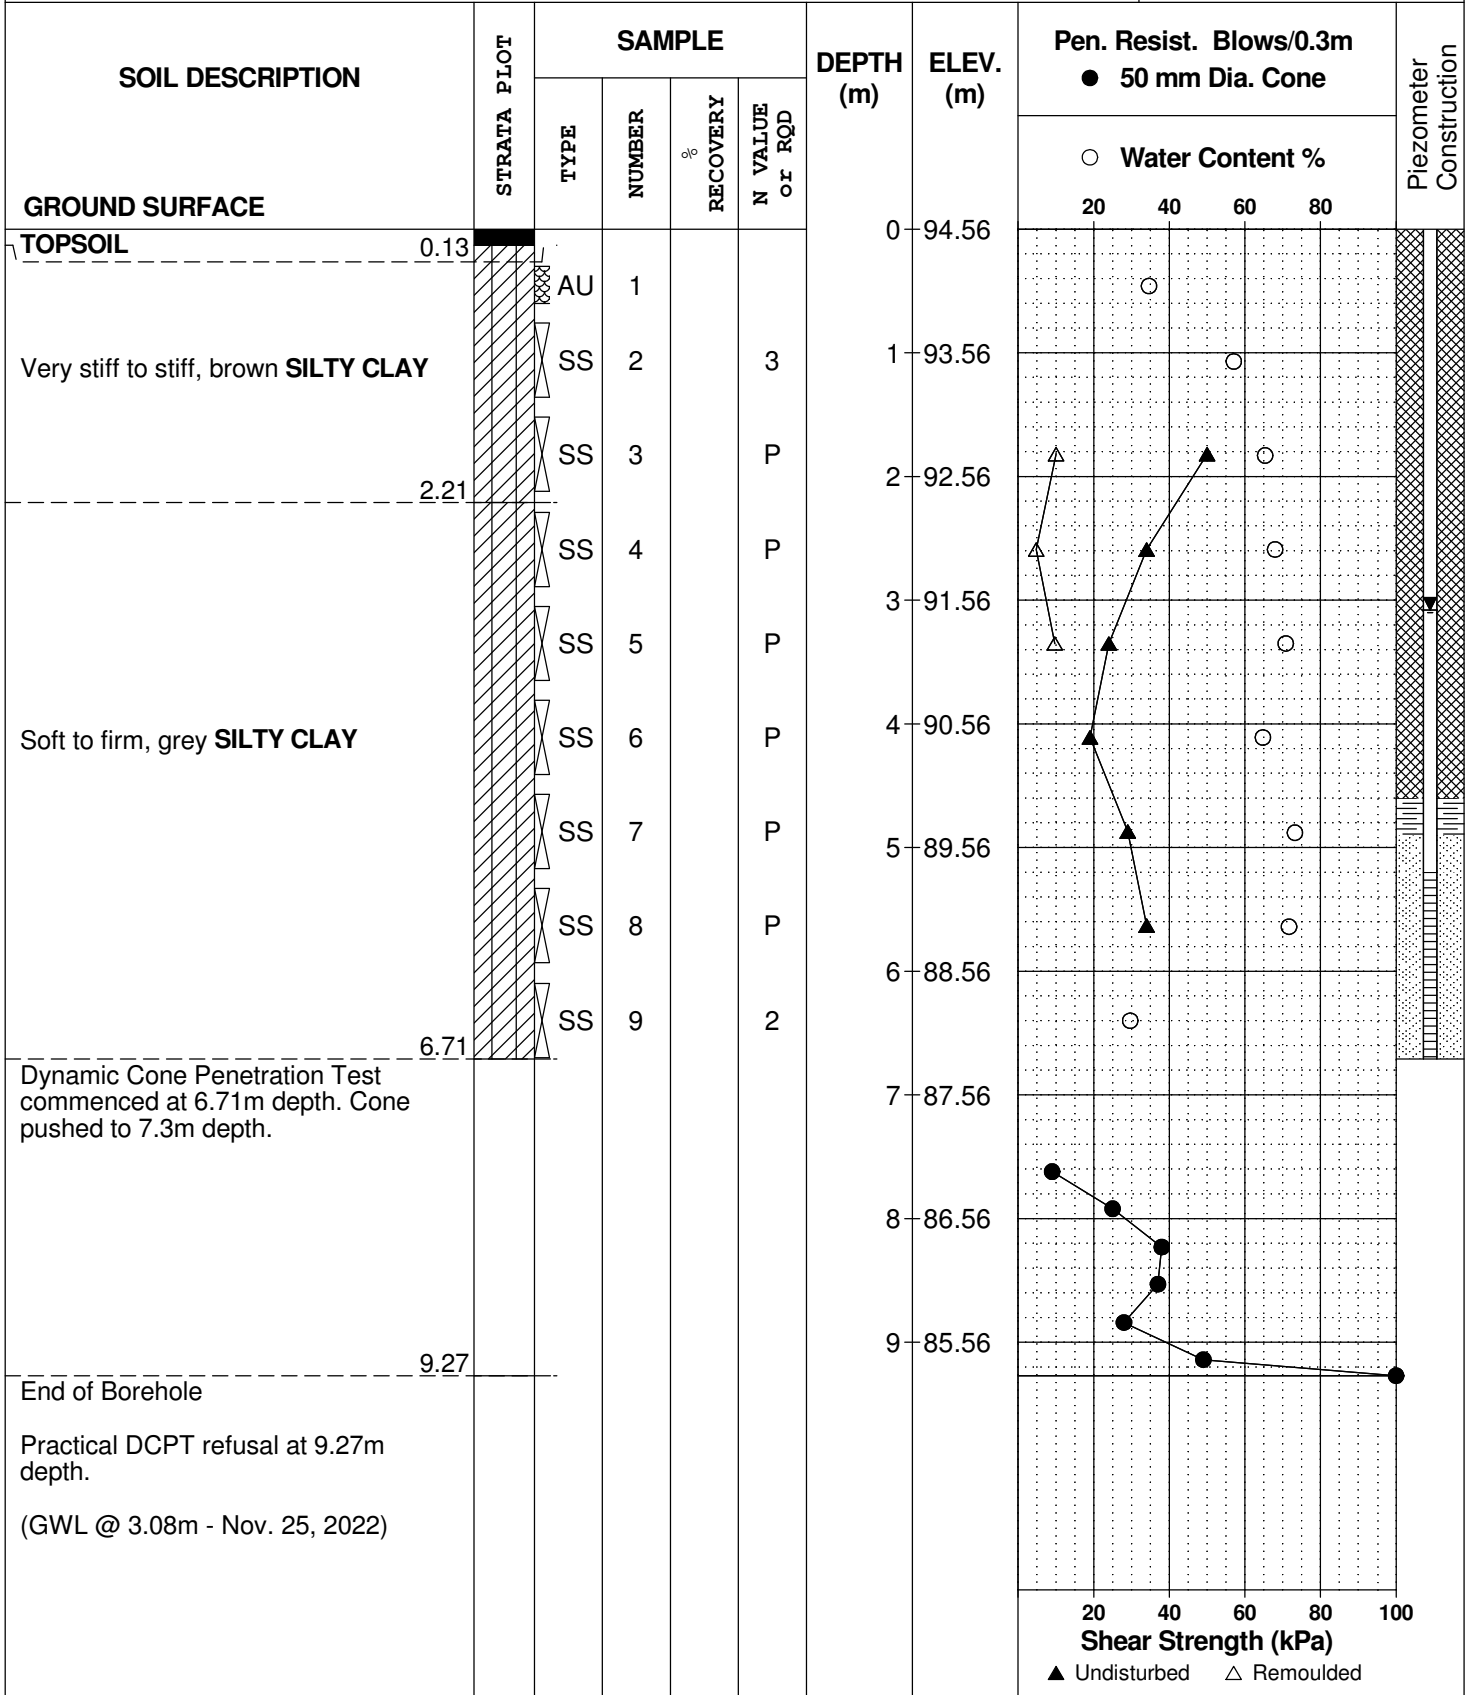 SOIL DESCRIPTION
GROUND SURFACE
STRATA PLOT
SAMPLE
TYPE
NUMBER
%
RECOVERY
N VALUE
or RQD
DEPTH
(m)
ELEV.
(m)
Pen. Resist. Blows/0.3m
50 mm Dia. Cone
Water Content %
20 40 60 80
Piezometer
Construction
TOPSOIL 0.13
0 94.56
AU 1
Very stiff to stiff, brown SILTY CLAY
SS 2 3
1 93.56
SS 3 P
2 92.56
2.21
SS 4 P
3 91.56
SS 5 P
Soft to firm, grey SILTY CLAY
SS 6 P
4 90.56
SS 7 P
5 89.56
SS 8 P
6 88.56
SS 9 2
6.71
Dynamic Cone Penetration Test
commenced at 6.71m depth. Cone
pushed to 7.3m depth.
7 87.56
8 86.56
9 85.56
9.27
End of Borehole
Practical DCPT refusal at 9.27m
depth.
(GWL @ 3.08m - Nov. 25, 2022)
20 40 60 80 100
Shear Strength (kPa)
Undisturbed Remoulded